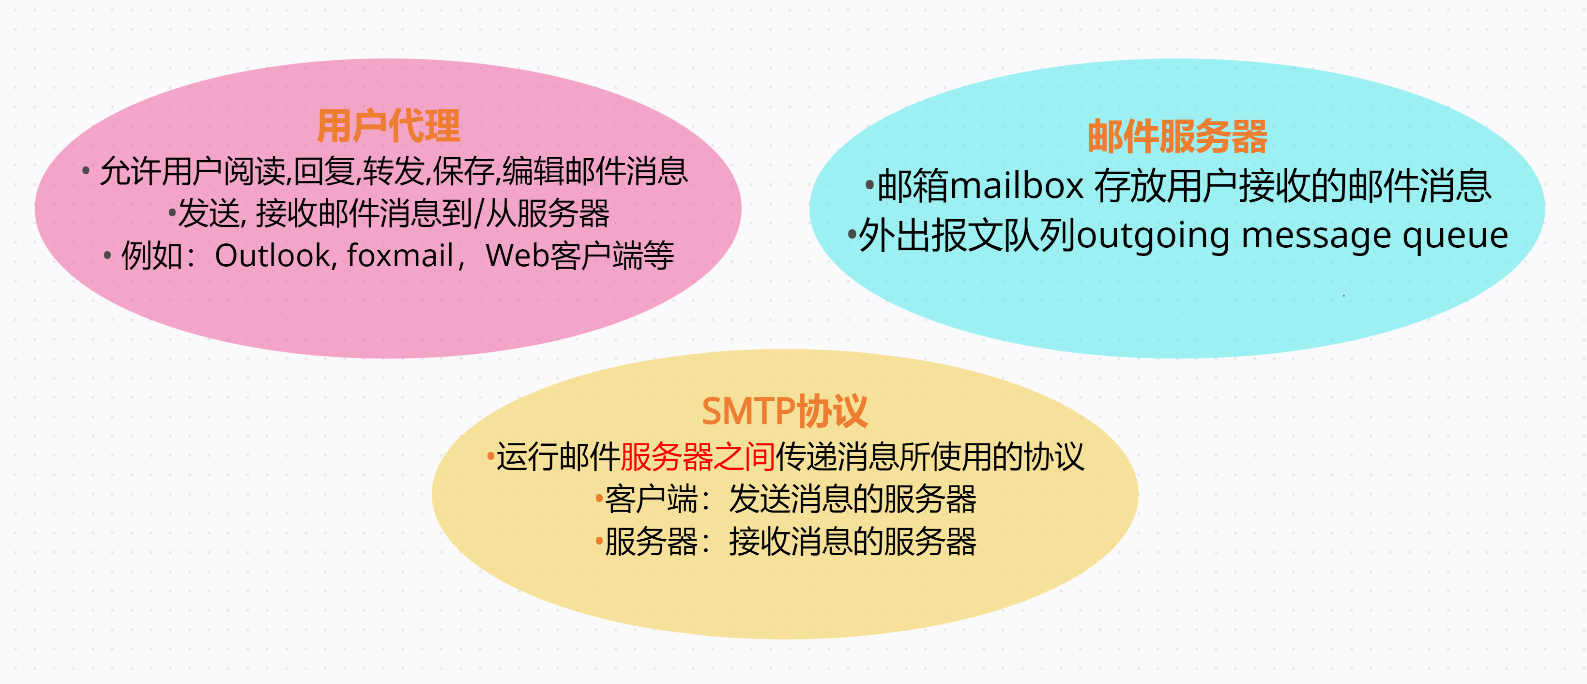 用户代理
• 允许用户阅读,回复,转发,保存,编辑邮件消息
•发送, 接收邮件消息到/从服务器
• 例如：Outlook, foxmail，Web客户端等
邮件服务器
•邮箱mailbox 存放用户接收的邮件消息
•外出报文队列outgoing message queue
SMTP协议
•运行邮件服务器之间传递消息所使用的协议
•客户端：发送消息的服务器
•服务器：接收消息的服务器